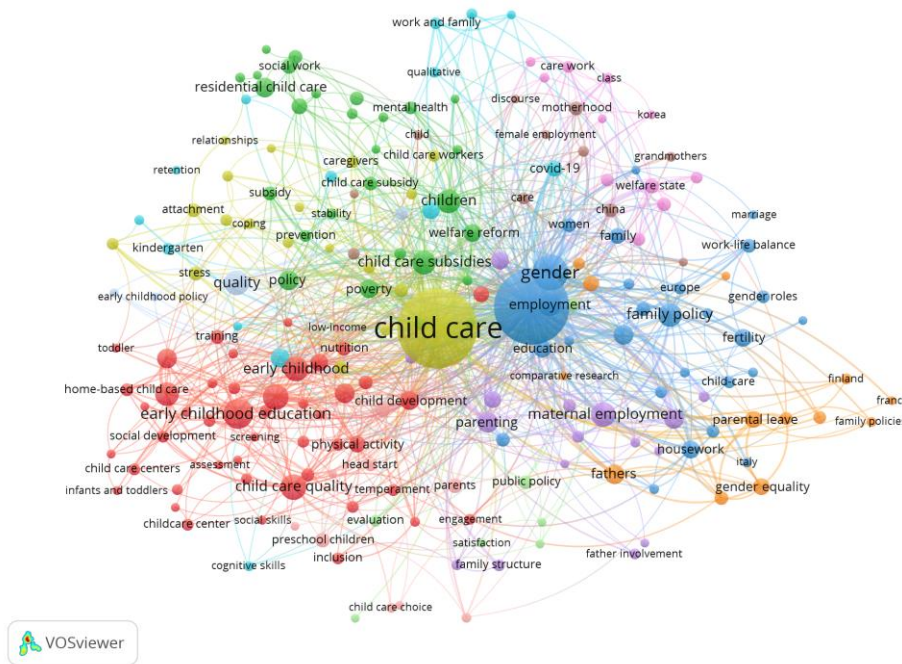 work and family
social work
care work
qualitative
class
residential child care
discourse
motherhood
mental health
korea
child
female employment
relationships
caregivers
child care workers
grandmothers
covid-19
retention
child care subsidy
welfare state
subsidy
children
care
attachment
stability
china
marriage
coping
women
family
prevention
welfare reform
work-life balance
kindergarten
child care subsidies
gender
stress
quality
policy
europe
early childhood policy
poverty
employment
gender roles
family policy
low-income
child care
training
education
fertility
toddler
nutrition
early childhood
comparative research
child-care
finland
home-based child care
child development
franc
early childhood education
parenting
maternal employment
parental leave
family policies
social development
screening
physical activity
housework
child care centers
assessment
head start
italy
fathers
infants and toddlers
child care quality
temperament
parents
public policy
gender equality
childcare center
social skills
evaluation
engagement
preschool children
satisfaction
inclusion
father involvement
cognitive skills
family structure
child care choice
VOSviewer